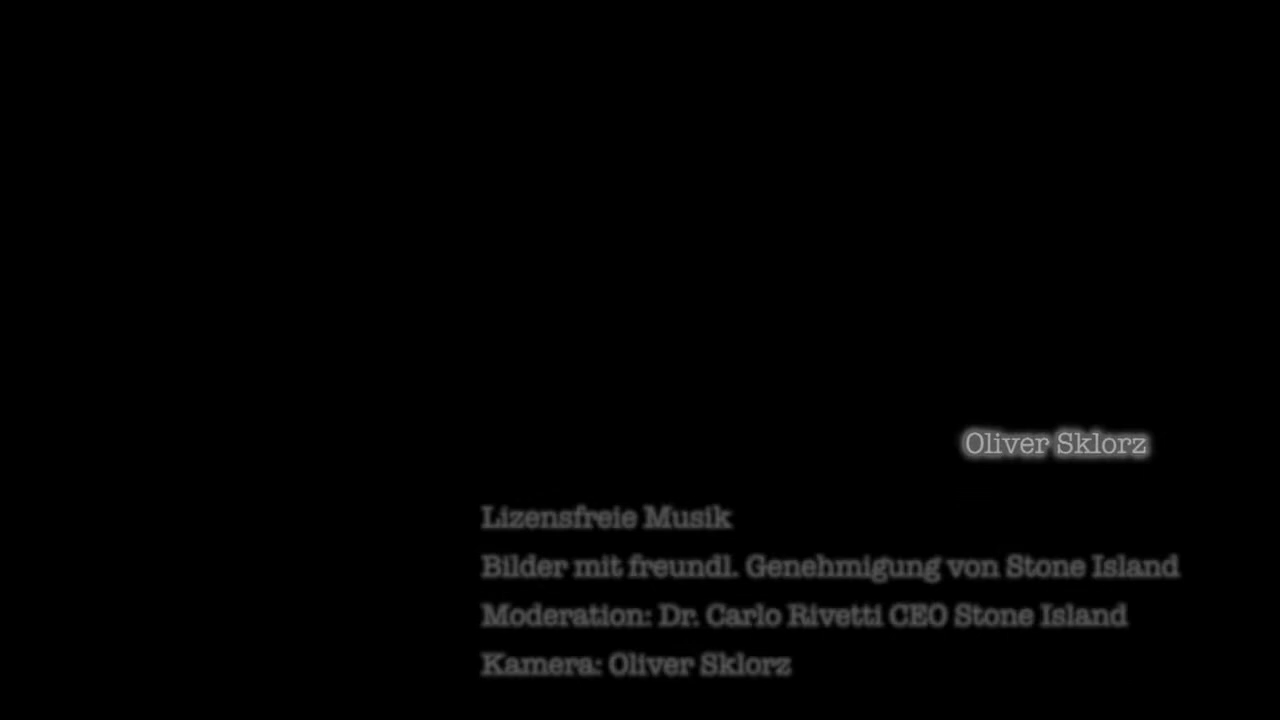 Oliver Sklorz
Lizensfreie Musik
Bilder mit freundl. Genehmigung von Stone Island
Moderation: Dr. Carlo Rivetti CEO Stone Island
Kamera: Oliver Sklorz